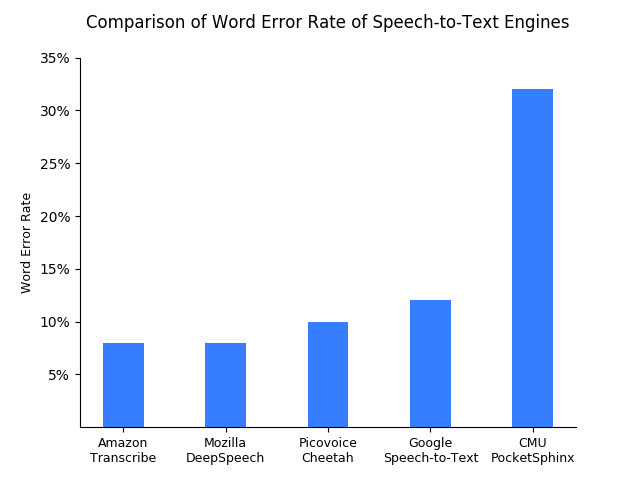 Comparison of Word Error Rate of Speech-to-Text Engines
35%
30%
25%
20%
15%
10%
5%
Word Error Rate
Amazon
Transcribe
Mozilla
DeepSpeech
Picovoice
Cheetah
Google
Speech-to-Text
CMU
PocketSphinx